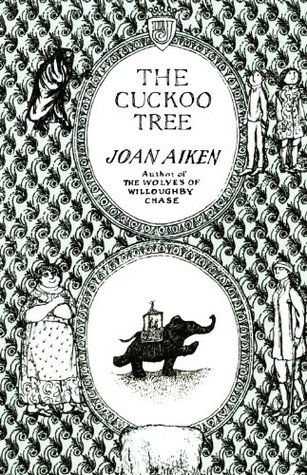 THE
CUCKOO
TREE
JOAN AIKEN
Author of
THE WOLVES OF
WILLOUGHBY
CHASE